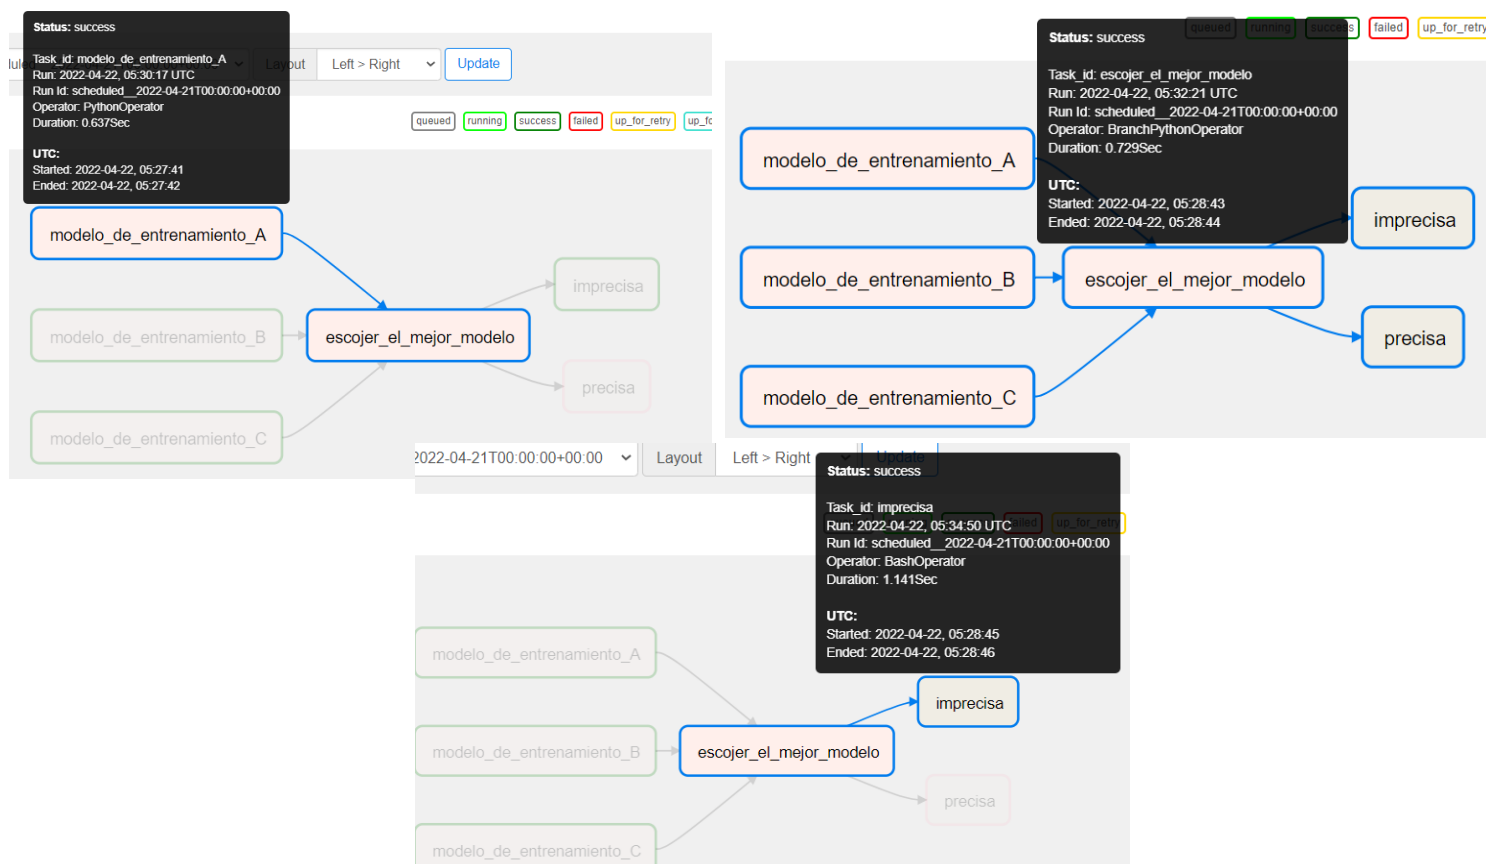 Status: success
Task_id: modelo_de_entrenamiento_A
Run: 2022-04-22, 05:30:17 UTC
Run Id: scheduled__2022-04-21T00:00:00+00:00
Operator: PythonOperator
Duration: 0.637Sec
UTC:
Started: 2022-04-22, 05:27:41
Ended: 2022-04-22, 05:27:42
Layout Left > Right Update
queued running success failed up_for_retry up_fo
modelo_de_entrenamiento_A
modelo_de_entrenamiento_B
modelo_de_entrenamiento_C
escojer_el_mejor_modelo
imprecisa
precisa
queued running success failed up_for_retry
Status: success
Task_id: escojer_el_mejor_modelo
Run: 2022-04-22, 05:32:21 UTC
Run Id: scheduled__2022-04-21T00:00:00+00:00
Operator: BranchPythonOperator
Duration: 0.729Sec
UTC:
Started: 2022-04-22, 05:28:43
Ended: 2022-04-22, 05:28:44
modelo_de_entrenamiento_A
modelo_de_entrenamiento_B
modelo_de_entrenamiento_C
escojer_el_mejor_modelo
imprecisa
precisa
2022-04-21T00:00:00+00:00 Layout Left > Right Update
Status: success
Task_id: imprecisa
Run: 2022-04-22, 05:34:50 UTC
Run Id: scheduled__2022-04-21T00:00:00+00:00
Operator: BashOperator
Duration: 1.141Sec
UTC:
Started: 2022-04-22, 05:28:45
Ended: 2022-04-22, 05:28:46
failed up_for_retry
modelo_de_entrenamiento_A
modelo_de_entrenamiento_B
modelo_de_entrenamiento_C
escojer_el_mejor_modelo
imprecisa
precisa